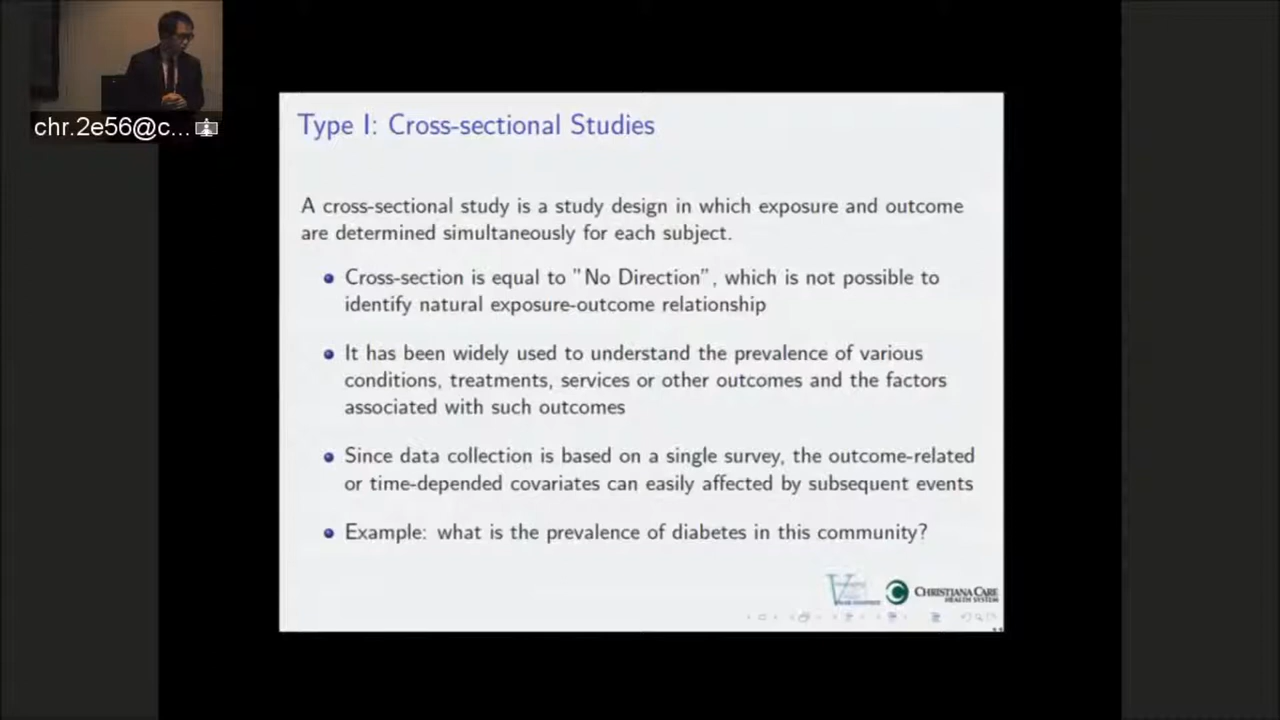 chr.2e56@c...
Type I: Cross-sectional Studies
A cross-sectional study is a study design in which exposure and outcome
are determined simultaneously for each subject.
Cross-section is equal to "No Direction", which is not possible to
identify natural exposure-outcome relationship
It has been widely used to understand the prevalence of various
conditions, treatments, services or other outcomes and the factors
associated with such outcomes
Since data collection is based on a single survey, the outcome-related
or time-depended covariates can easily affected by subsequent events
Example: what is the prevalence of diabetes in this community?
CHRISTIANA CARE
HEALTH SYSTEM